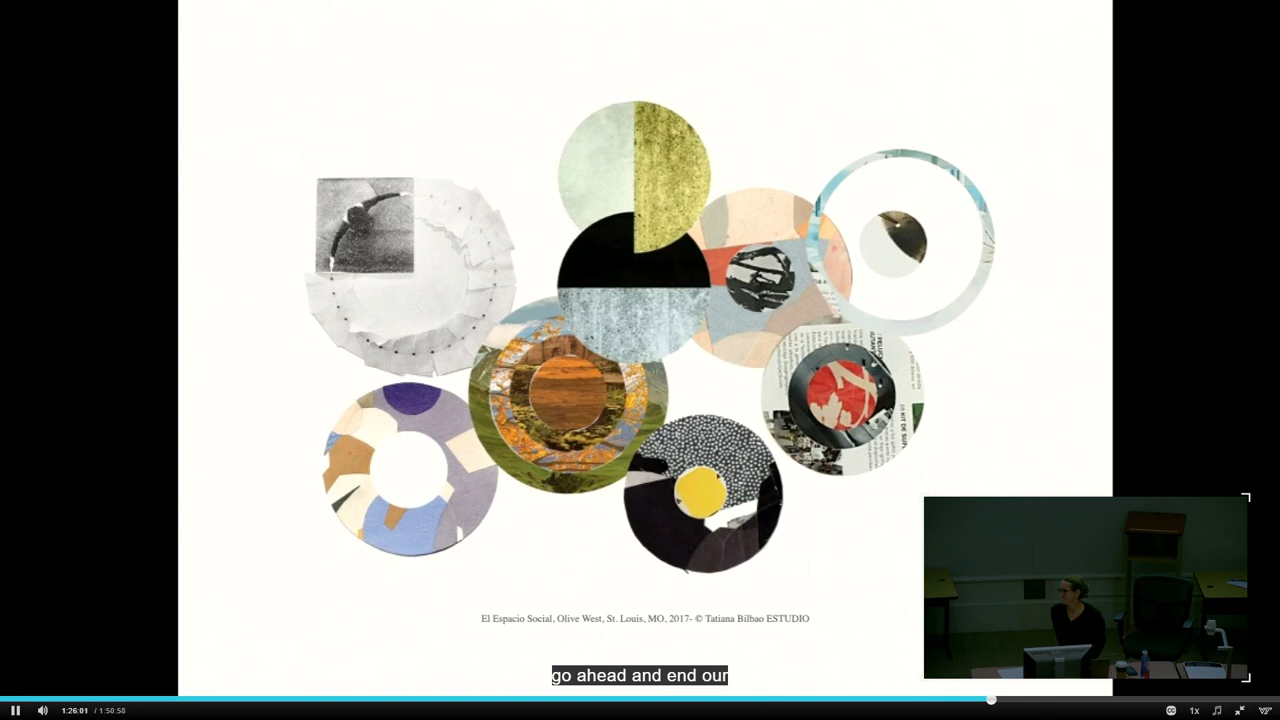 El Espacio Social, Olive West, St. Louis, MO, 2017- © Tatiana Bilbao ESTUDIO
go ahead and end our
1:26:01 / 1:50:58
CC
1x